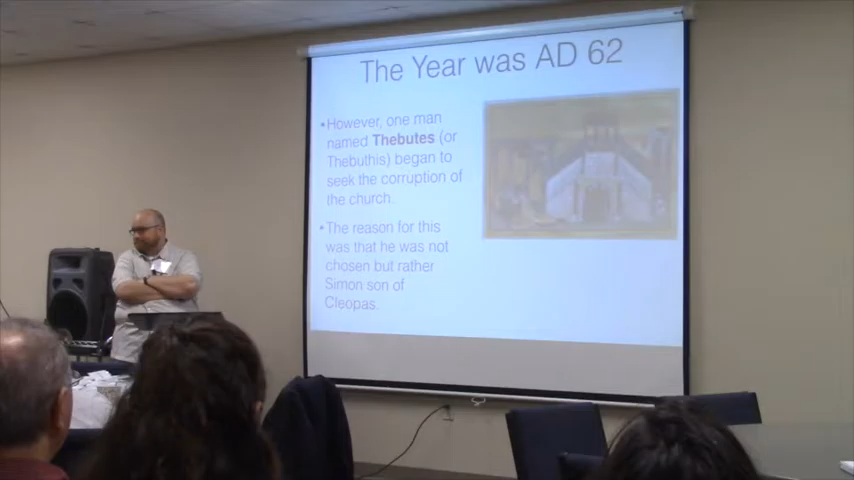 The Year was AD 62
•However, one man
named Thebutes (or
Thebuthis) began to
seek the corruption of
the church.
•The reason for this
was that he was not
chosen but rather
Simon son of
Cleopas.